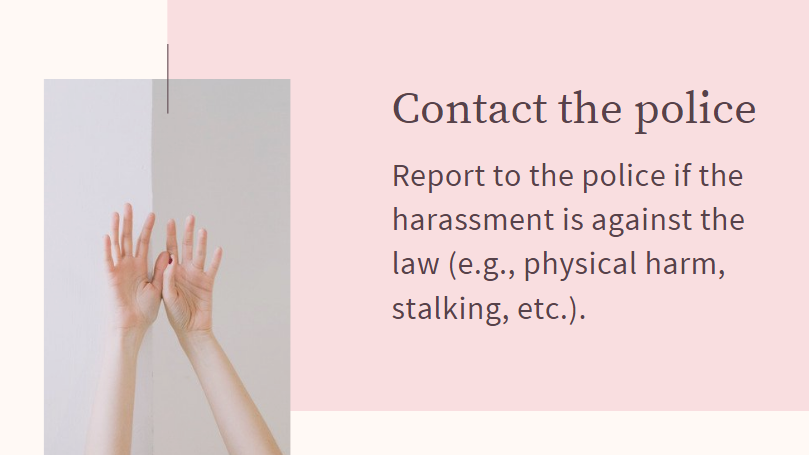 Contact the police
Report to the police if the
harassment is against the
law (e.g., physical harm,
stalking, etc.).